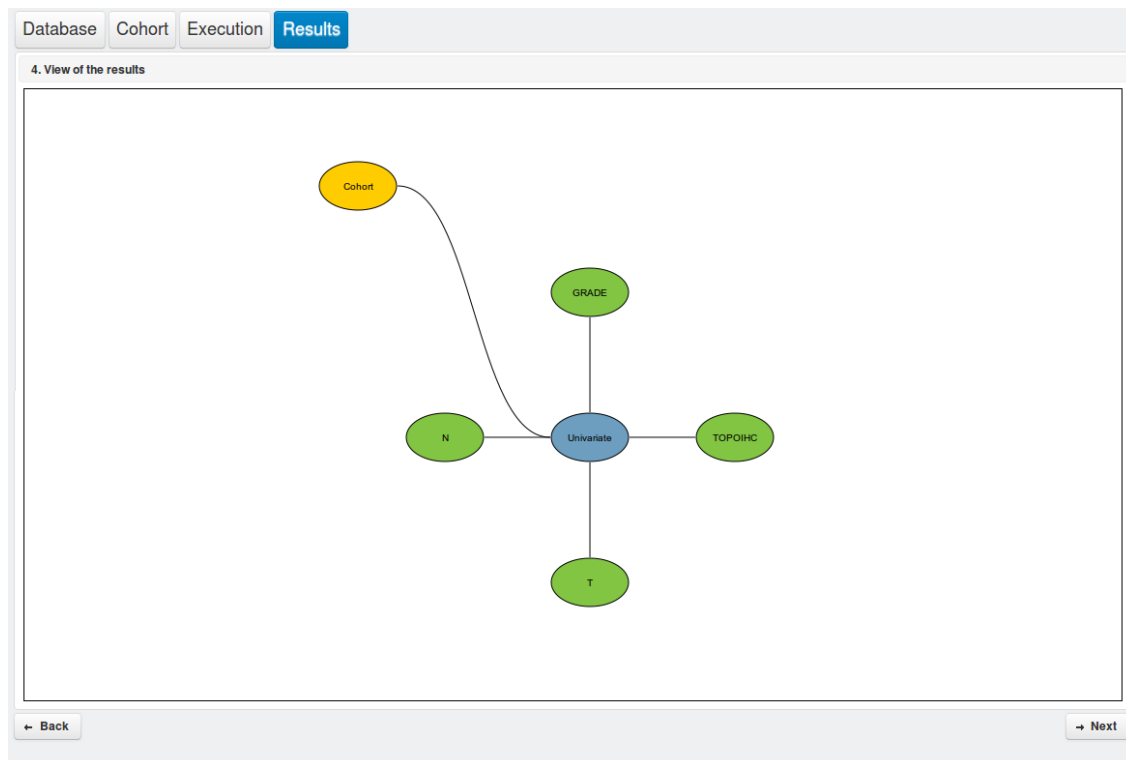 Database Cohort Execution Results
4. View of the results
Cohort
GRADE
N Univariate TOPOIHC
T
← Back → Next